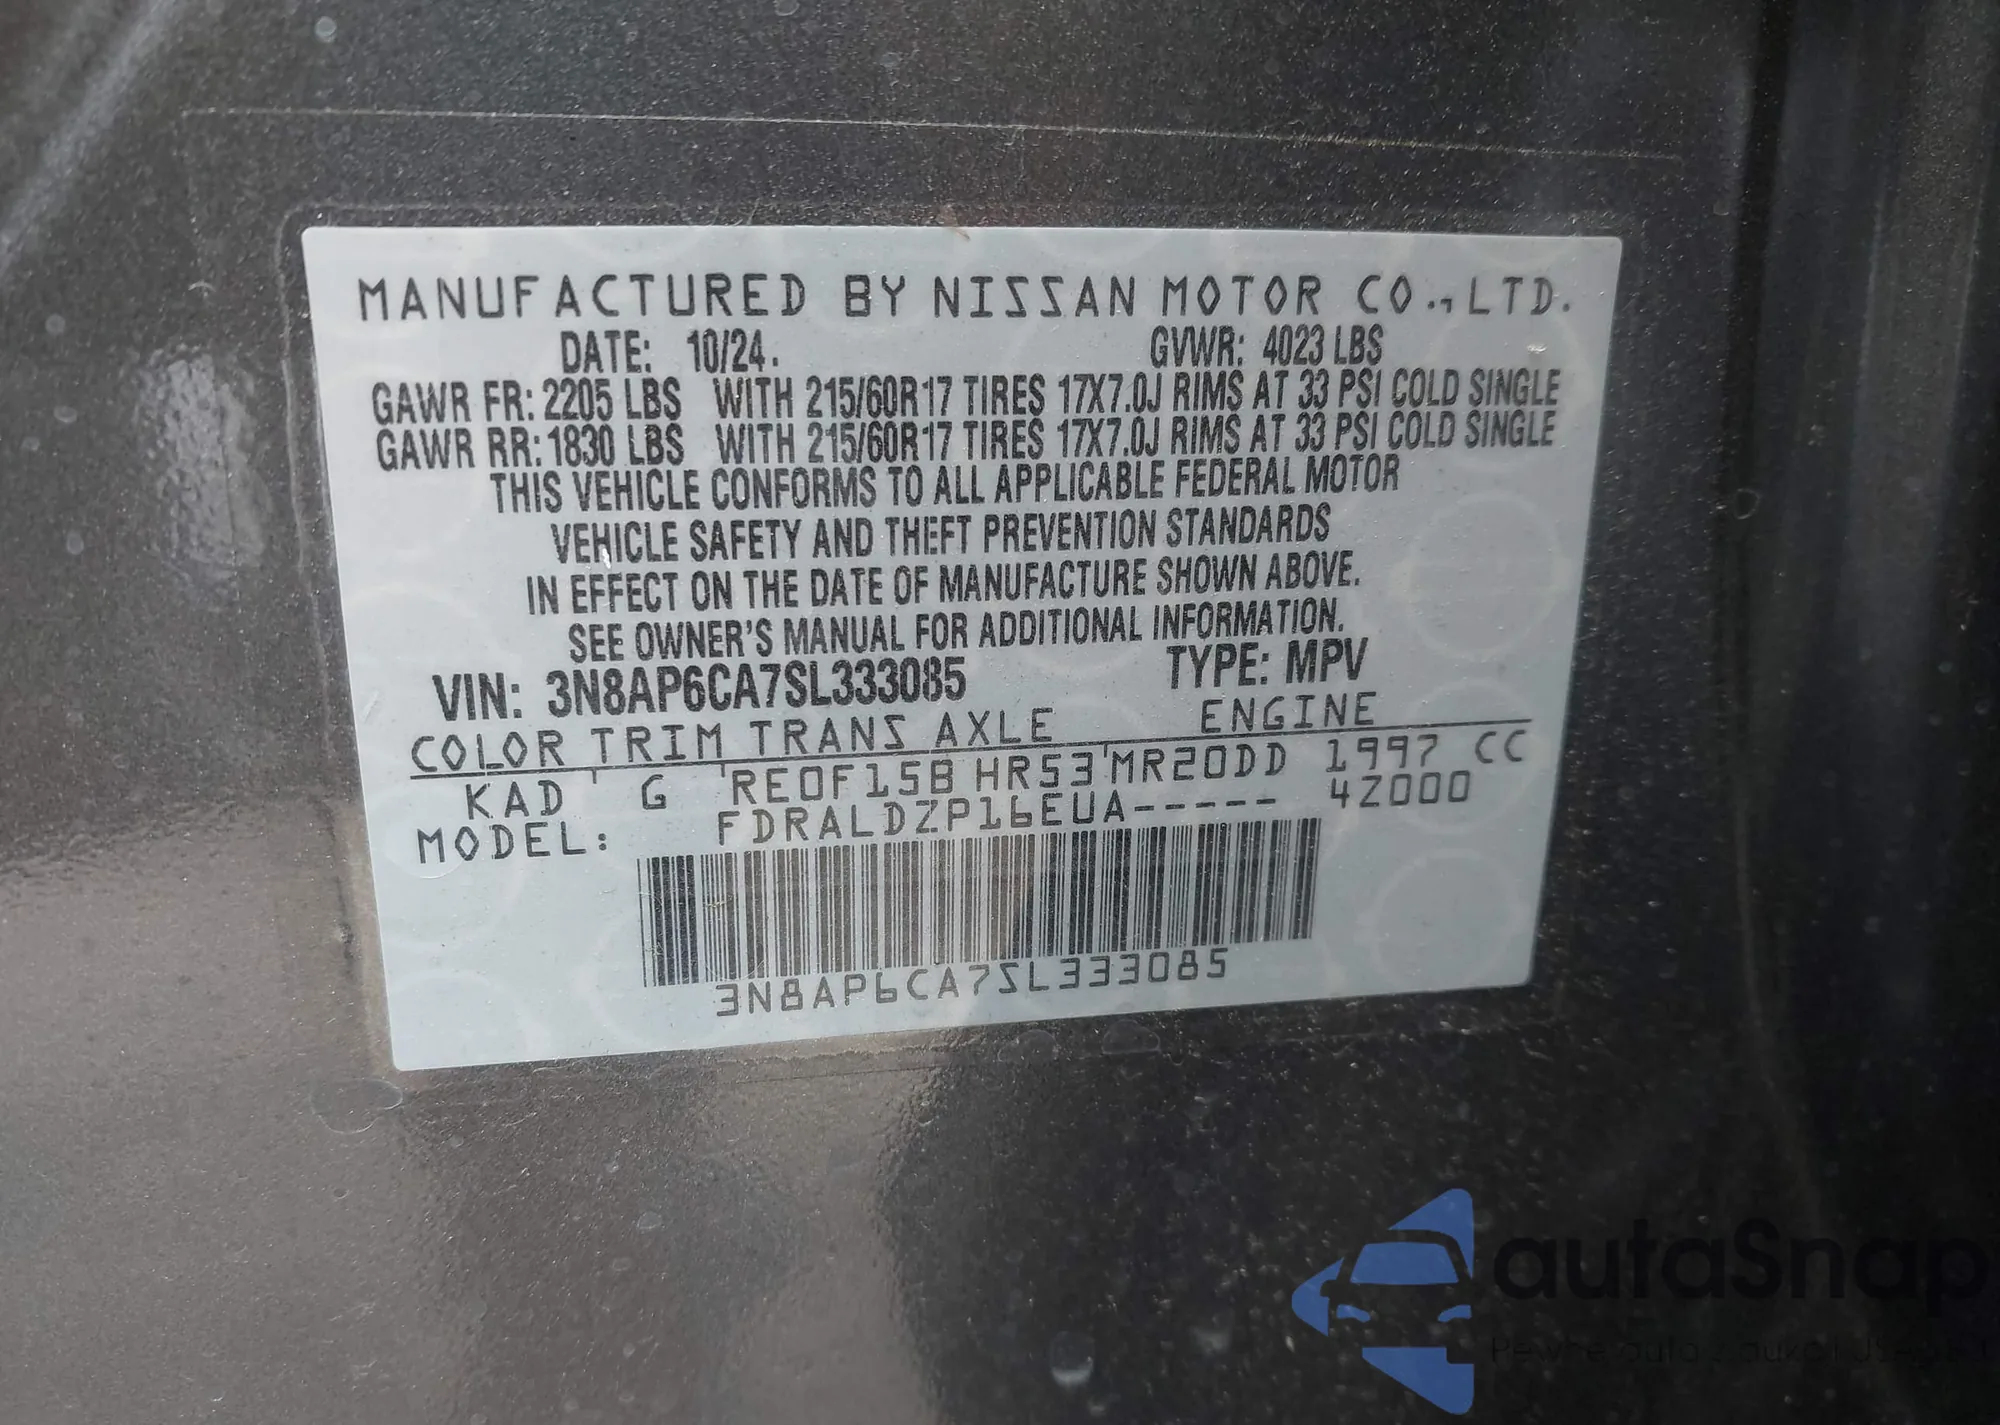 MANUFACTURED BY NISSAN MOTOR CO., LTD.
DATE: 10/24. GVWR: 4023 LBS
GAWR FR: 2205 LBS WITH 215/60R17 TIRES 17X7.0J RIMS AT 33 PSI COLD SINGLE
GAWR RR: 1830 LBS WITH 215/60R17 TIRES 17X7.0J RIMS AT 33 PSI COLD SINGLE
THIS VEHICLE CONFORMS TO ALL APPLICABLE FEDERAL MOTOR
VEHICLE SAFETY AND THEFT PREVENTION STANDARDS
IN EFFECT ON THE DATE OF MANUFACTURE SHOWN ABOVE.
SEE OWNER'S MANUAL FOR ADDITIONAL INFORMATION.
VIN: 3N8AP6CA7SL333085 TYPE: MPV
COLOR TRIM TRANS AXLE ENGINE
KAD G RE0F15B HR53 MR20DD 1997 CC
MODEL: FDRALDZP16EUA----- 4Z000
3N8AP6CA7SL333085
autaSnap